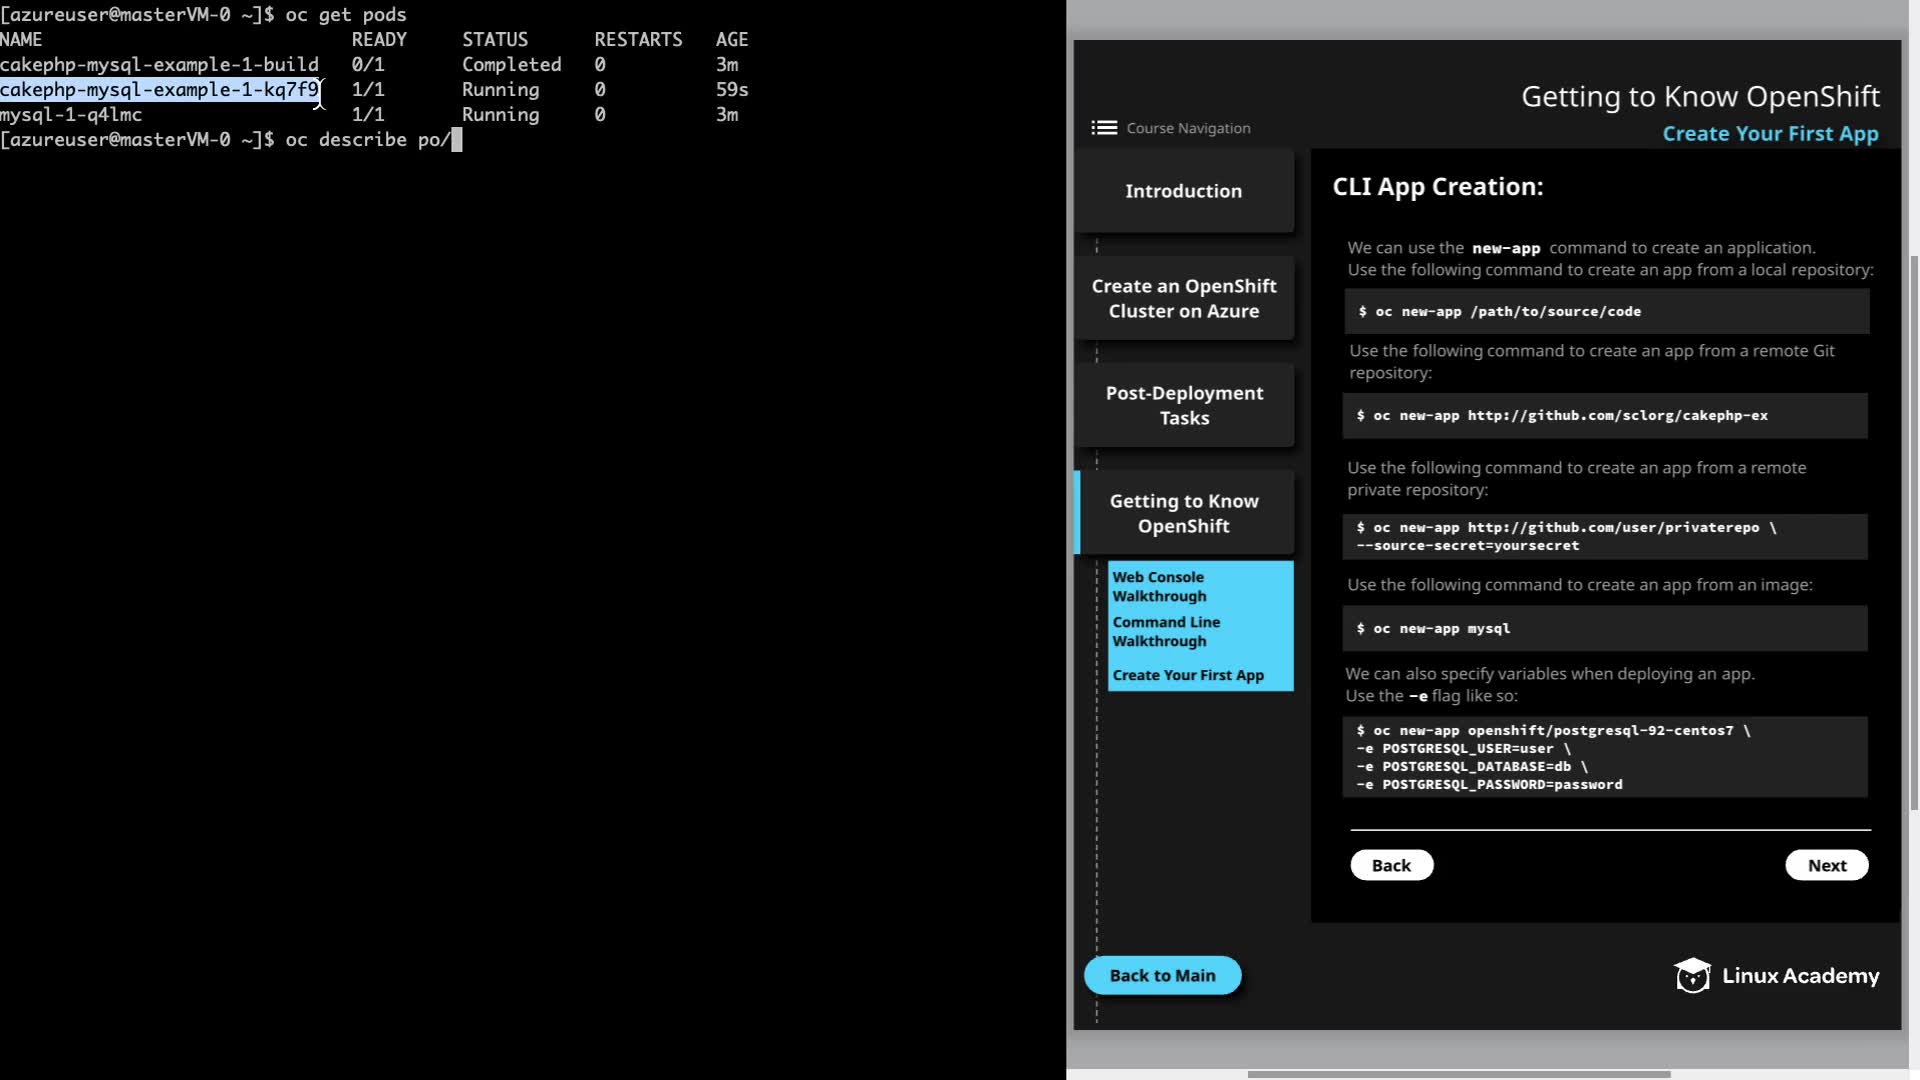 [azureuser@masterVM-0 ~]$ oc get pods
NAME READY STATUS RESTARTS AGE
cakephp-mysql-example-1-build 0/1 Completed 0 3m
cakephp-mysql-example-1-kq7f9 1/1 Running 0 59s
mysql-1-q4lmc 1/1 Running 0 3m
[azureuser@masterVM-0 ~]$ oc describe po/
Getting to Know OpenShift
Create Your First App
Course Navigation
Introduction
Create an OpenShift
Cluster on Azure
Post-Deployment
Tasks
Getting to Know
OpenShift
Web Console
Walkthrough
Command Line
Walkthrough
Create Your First App
Back to Main
CLI App Creation:
We can use the new-app command to create an application.
Use the following command to create an app from a local repository:
$ oc new-app /path/to/source/code
Use the following command to create an app from a remote Git
repository:
$ oc new-app http://github.com/sclorg/cakephp-ex
Use the following command to create an app from a remote
private repository:
$ oc new-app http://github.com/user/privaterepo \
--source-secret=yoursecret
Use the following command to create an app from an image:
$ oc new-app mysql
We can also specify variables when deploying an app.
Use the -e flag like so:
$ oc new-app openshift/postgresql-92-centos7 \
-e POSTGRESQL_USER=user \
-e POSTGRESQL_DATABASE=db \
-e POSTGRESQL_PASSWORD=password
Back
Next
Linux Academy